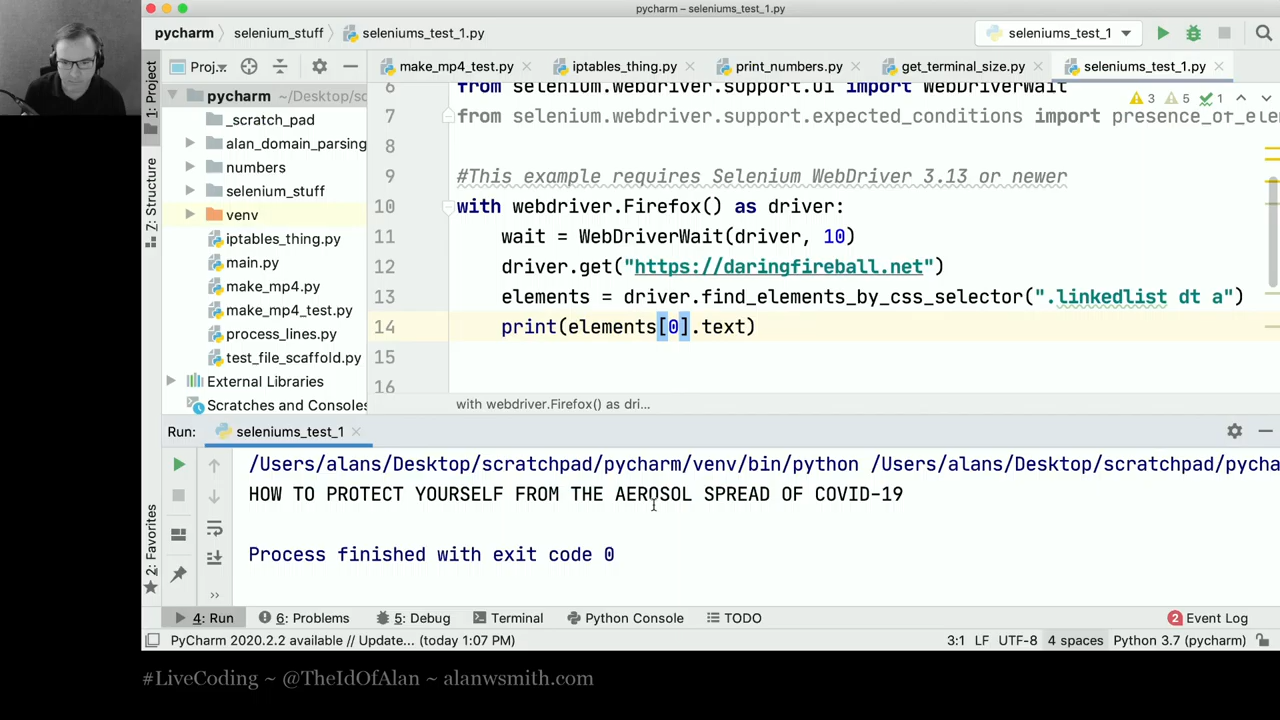 pycharm – seleniums_test_1.py
pycharm selenium_stuff seleniums_test_1.py seleniums_test_1
1: Project
Z: Structure
2: Favorites
Proj..
make_mp4_test.py iptables_thing.py print_numbers.py get_terminal_size.py seleniums_test_1.py
pycharm ~/Desktop/sc
_scratch_pad
alan_domain_parsing
numbers
selenium_stuff
venv
iptables_thing.py
main.py
make_mp4.py
make_mp4_test.py
process_lines.py
test_file_scaffold.py
External Libraries
Scratches and Consoles
3 5 1
6 from selenium.webdriver.support.ui import WebDriverWait
7 from selenium.webdriver.support.expected_conditions import presence_of_ele
8
9 #This example requires Selenium WebDriver 3.13 or newer
10 with webdriver.Firefox() as driver:
11 wait = WebDriverWait(driver, 10)
12 driver.get("https://daringfireball.net")
13 elements = driver.find_elements_by_css_selector(".linkedlist dt a")
14 print(elements[0].text)
15
16
with webdriver.Firefox() as dri...
Run: seleniums_test_1
/Users/alans/Desktop/scratchpad/pycharm/venv/bin/python /Users/alans/Desktop/scratchpad/pycha
HOW TO PROTECT YOURSELF FROM THE AEROSOL SPREAD OF COVID-19
Process finished with exit code 0
4: Run 6: Problems 5: Debug Terminal Python Console TODO 2 Event Log
PyCharm 2020.2.2 available // Update... (today 1:07 PM) 3:1 LF UTF-8 4 spaces Python 3.7 (pycharm)
#LiveCoding ~ @TheIdOfAlan ~ alanwsmith.com